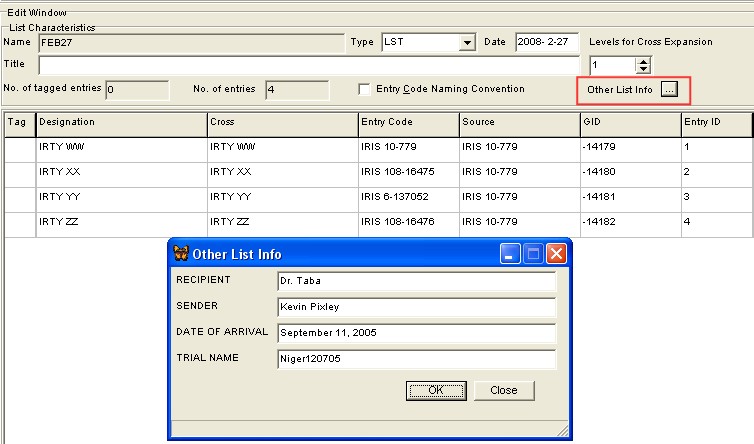 Edit Window
List Characteristics
Name FEB27 Type LST Date 2008- 2-27 Levels for Cross Expansion
Title 1
No. of tagged entries 0 No. of entries 4 Entry Code Naming Convention Other List Info ...
Tag Designation Cross Entry Code Source GID Entry ID
IRTY WW IRTY WW IRIS 10-779 IRIS 10-779 -14179 1
IRTY XX IRTY XX IRIS 108-16475 IRIS 10-779 -14180 2
IRTY YY IRTY YY IRIS 6-137052 IRIS 10-779 -14181 3
IRTY ZZ IRTY ZZ IRIS 108-16476 IRIS 10-779 -14182 4
Other List Info
RECIPIENT Dr. Taba
SENDER Kevin Pixley
DATE OF ARRIVAL September 11, 2005
TRIAL NAME Niger120705
OK Close